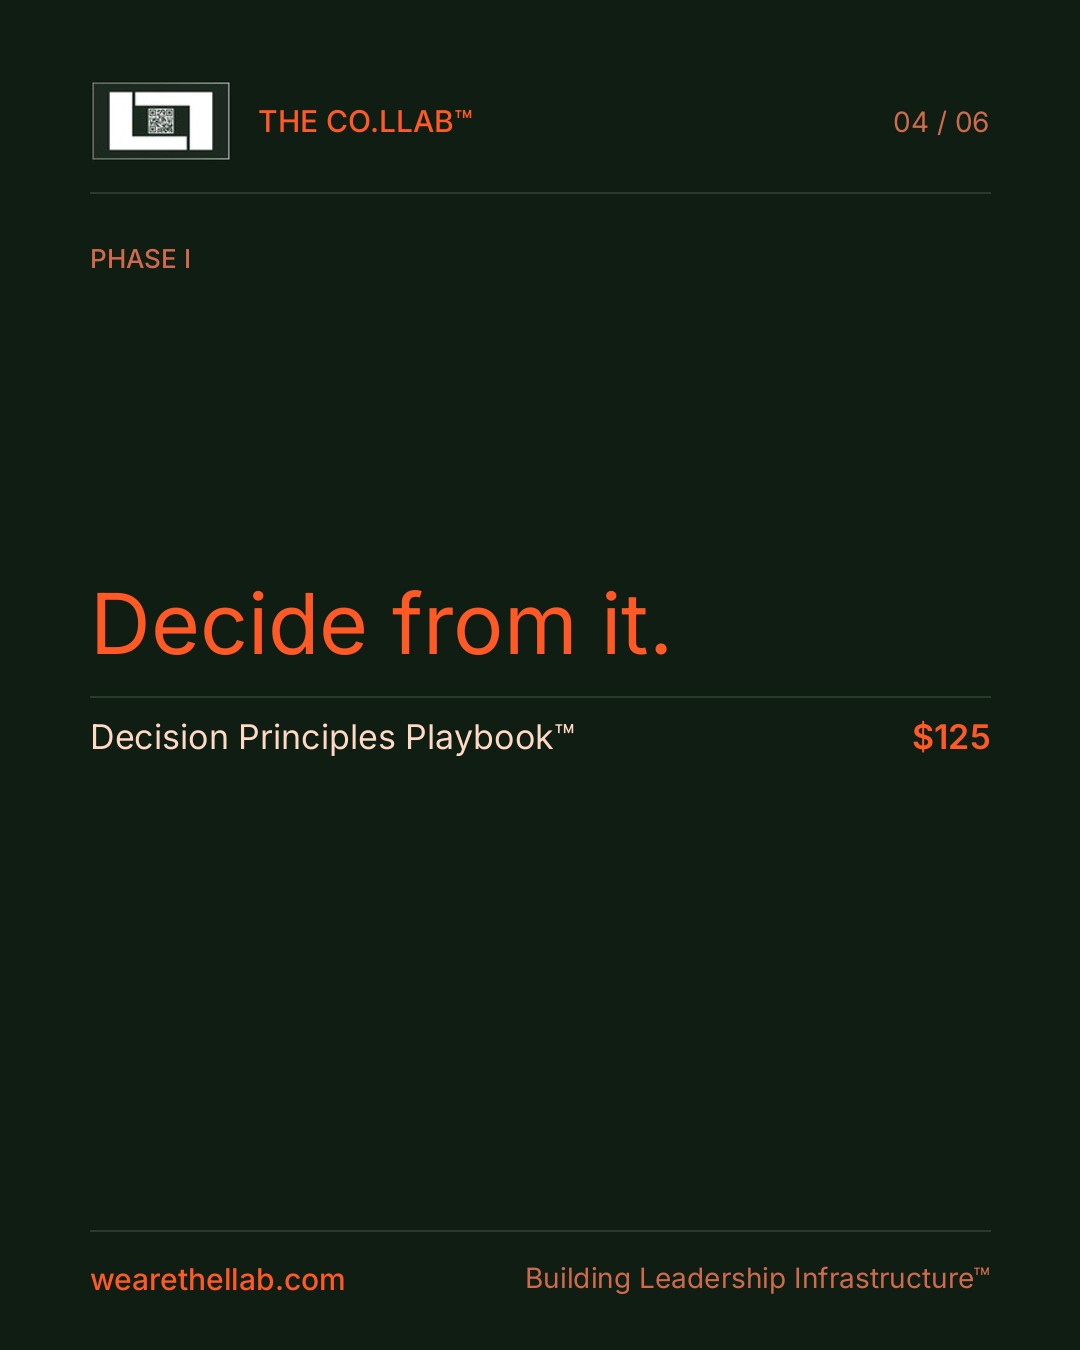 THE CO.LLAB™
04 / 06
PHASE I
Decide from it.
Decision Principles Playbook™
$125
wearethellab.com
Building Leadership Infrastructure™